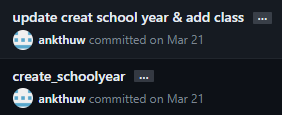 update creat school year & add class ...
ankthuw committed on Mar 21
create_schoolyear ...
ankthuw committed on Mar 21